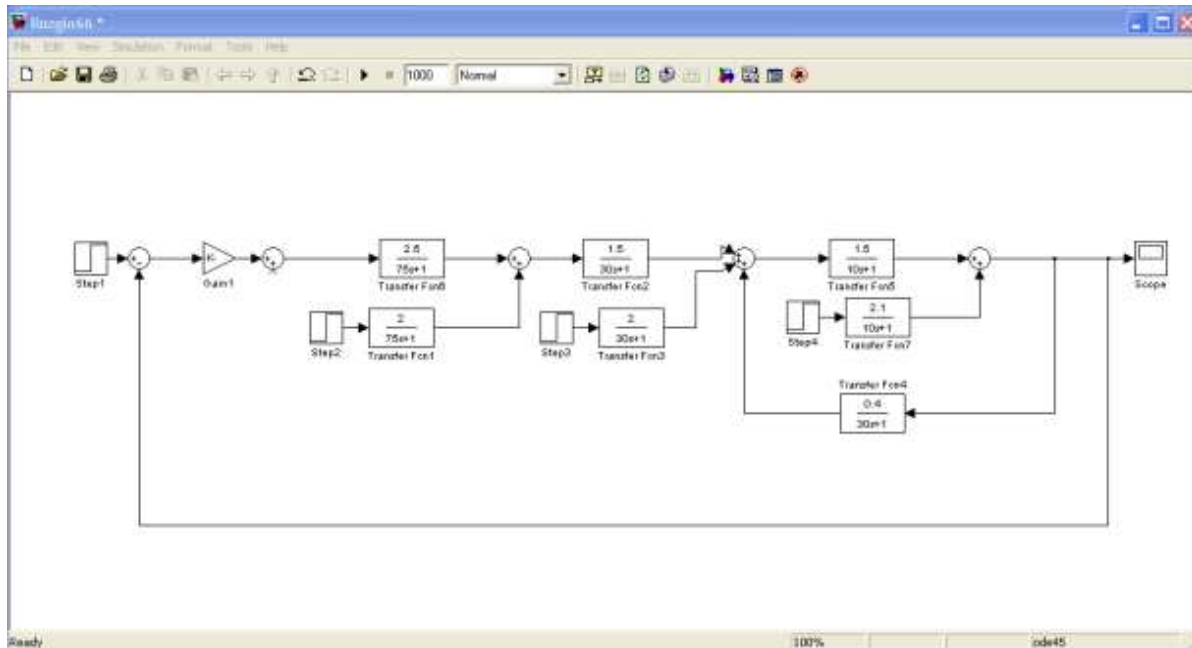 File Edit View Simulation Format Tools Help
1000 Normal
Step1
Gain1
2.5
75s+1
Transfer Fcn6
1.5
30s+1
Transfer Fcn2
1.5
10s+1
Transfer Fcn5
Scope
Step2
2
75s+1
Transfer Fcn1
Step3
2
30s+1
Transfer Fcn3
Step4
2.1
10s+1
Transfer Fcn7
Transfer Fcn4
0.4
30s+1
Ready 100% ode45